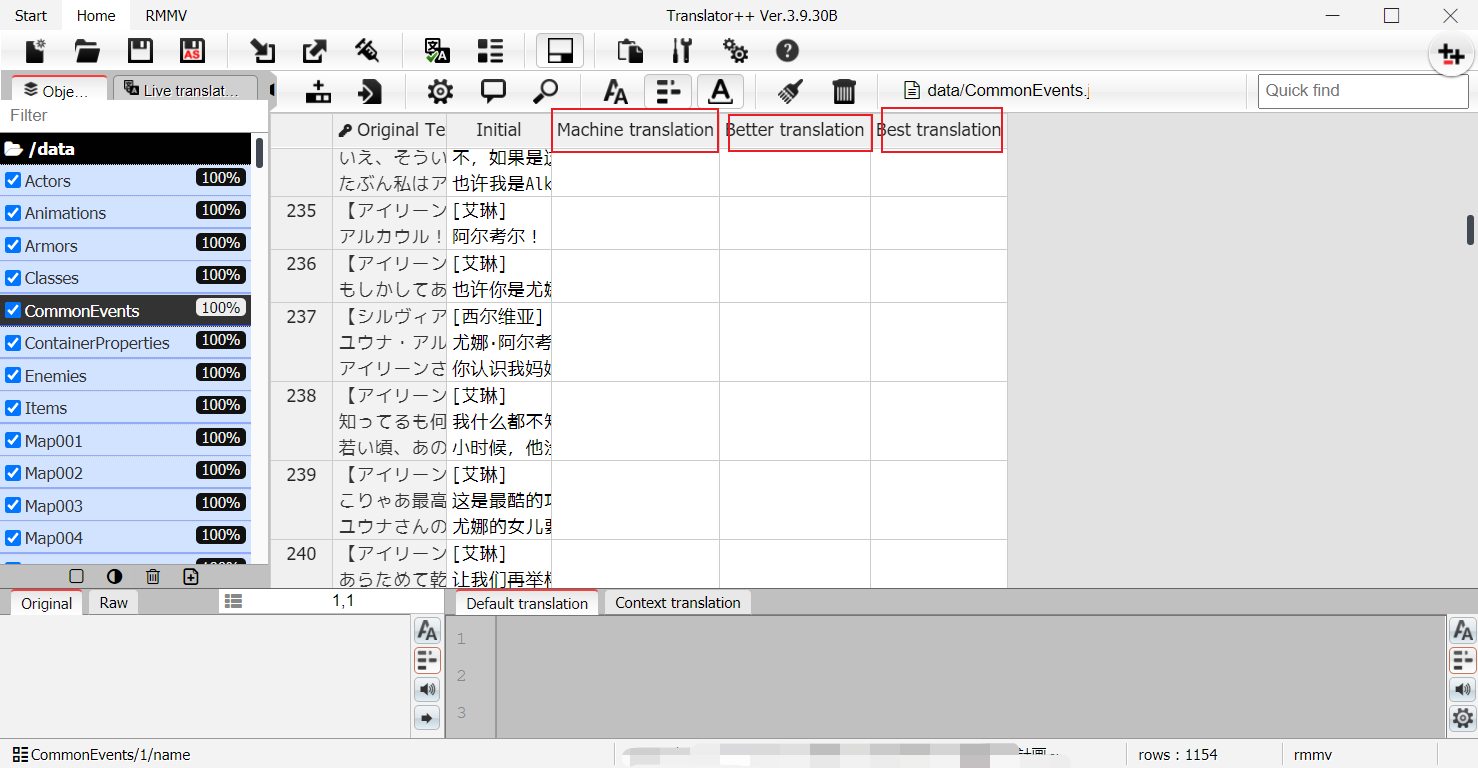 Start Home RMMV Translator++ Ver.3.9.30B
Obje... Live translat... data/CommonEvents.j Quick find
Filter
/data
Actors 100%
Animations 100%
Armors 100%
Classes 100%
CommonEvents 100%
ContainerProperties 100%
Enemies 100%
Items 100%
Map001 100%
Map002 100%
Map003 100%
Map004 100%
Original Te Initial Machine translation Better translation Best translation
いえ、そうい 不，如果是这
たぶん私はア 也许我是Alk
235 【アイリーン [艾琳]
アルカウル！ 阿尔考尔！
236 【アイリーン [艾琳]
もしかしてあ 也许你是尤娜
237 【シルヴィア [西尔维亚]
ユウナ・アル 尤娜·阿尔考
アイリーンさ 你认识我妈妈
238 【アイリーン [艾琳]
知ってるも何 我什么都不知
若い頃、あの 小时候，他
239 【アイリーン [艾琳]
こりゃあ最高 这是最酷的
ユウナさんの 尤娜的女儿要
240 【アイリーン [艾琳]
あらためて乾 让我们再举杯
Original Raw 1,1 Default translation Context translation
1
2
3
CommonEvents/1/name rows : 1154 rmmv